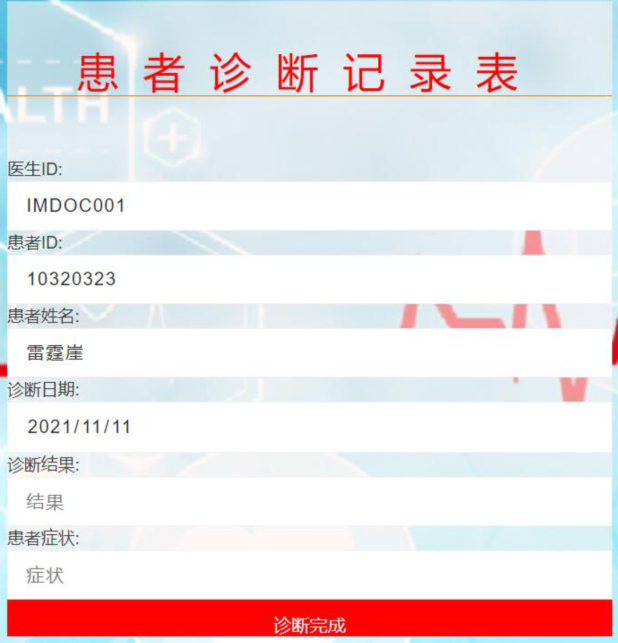 患者诊断记录表
ALTH
医生ID:
IMDOC001
患者ID:
10320323
患者姓名:
雷霆崖
诊断日期:
2021/11/11
诊断结果:
结果
患者症状:
症状
诊断完成